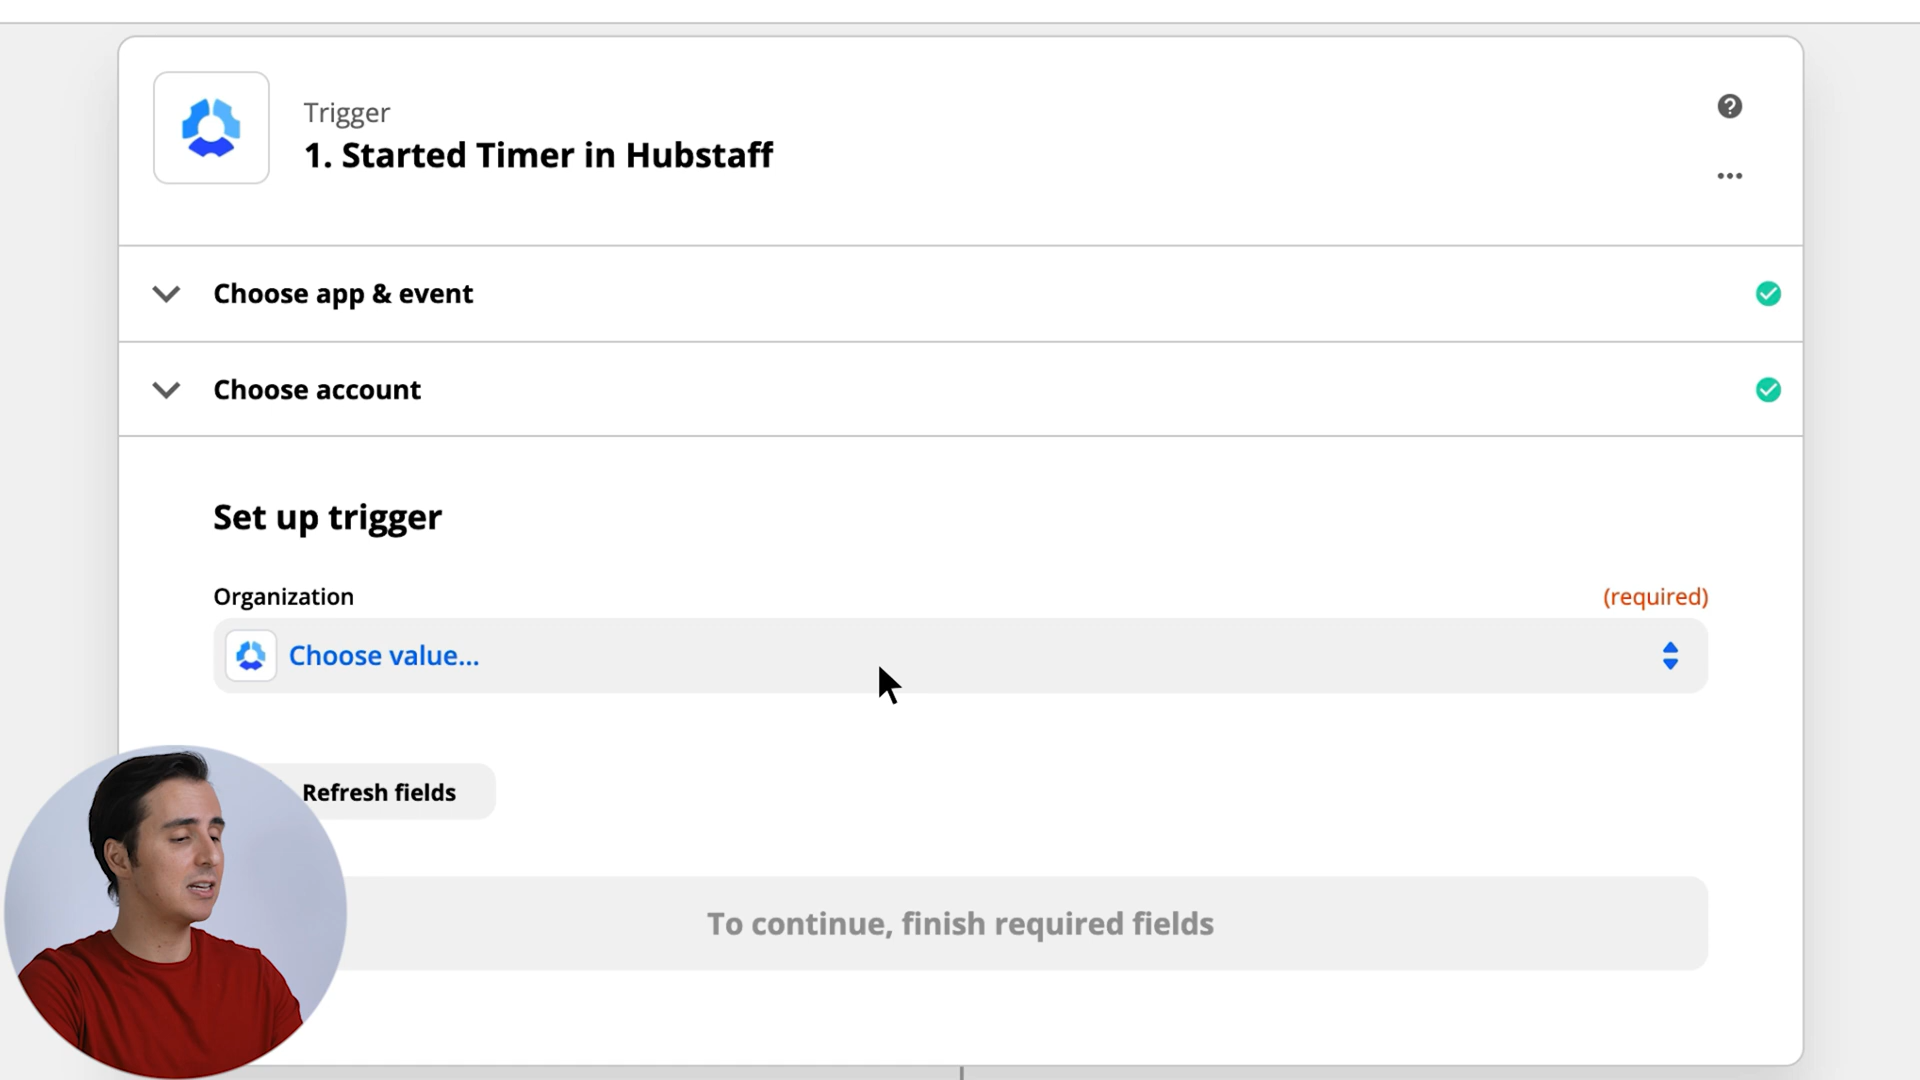 Trigger
1. Started Timer in Hubstaff
Choose app & event
Choose account
Set up trigger
Organization
(required)
Choose value...
Refresh fields
To continue, finish required fields